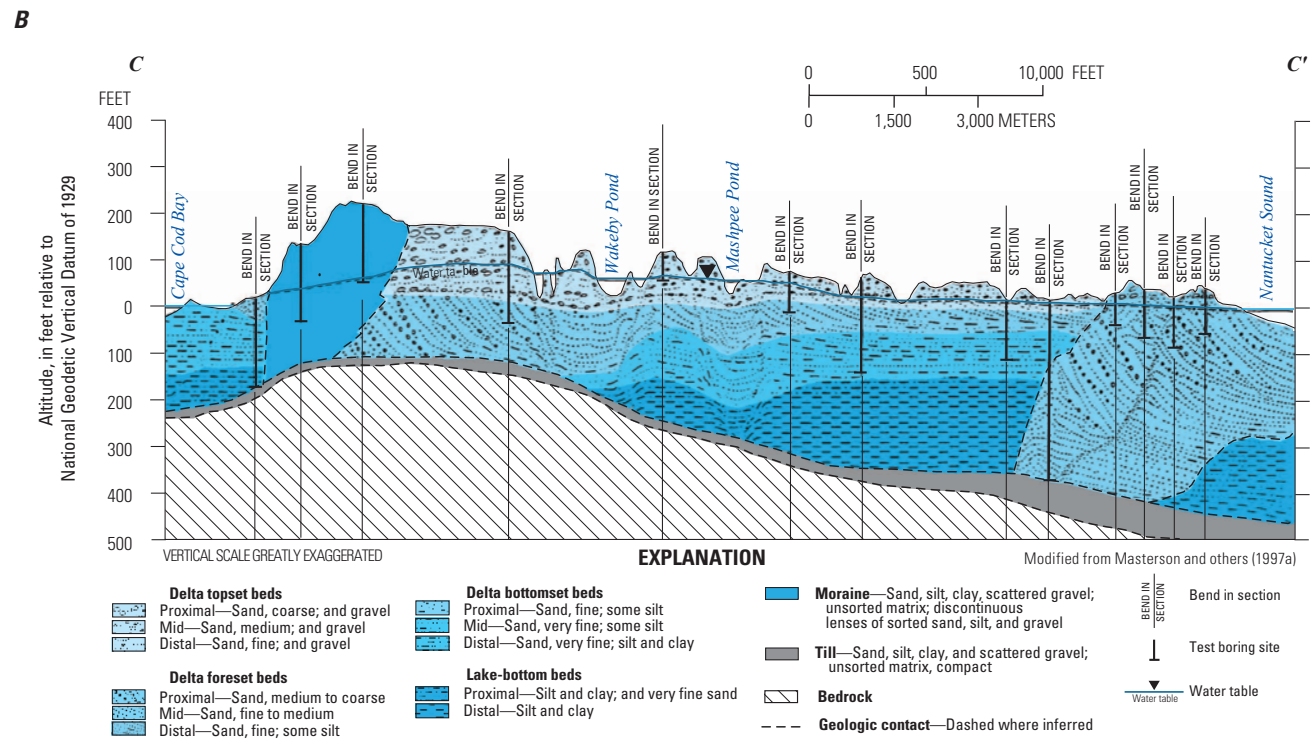 B
C
C'
0 500 10,000 FEET
0 1,500 3,000 METERS
FEET
400
300
200
100
0
100
200
300
400
500
Altitude, in feet relative to
National Geodetic Vertical Datum of 1929
Cape Cod Bay
BEND IN
SECTION
BEND IN
SECTION
BEND IN
SECTION
BEND IN
SECTION
Wakeby Pond
BEND IN SECTION
Mashpee Pond
BEND IN
SECTION
BEND IN
SECTION
BEND IN
SECTION
BEND IN
SECTION
BEND IN
SECTION
BEND IN
SECTION
BEND IN
SECTION
BEND IN
SECTION
Nantucket Sound
Water table
VERTICAL SCALE GREATLY EXAGGERATED
EXPLANATION
Modified from Masterson and others (1997a)
Delta topset beds
Proximal—Sand, coarse; and gravel
Mid—Sand, medium; and gravel
Distal—Sand, fine; and gravel
Delta foreset beds
Proximal—Sand, medium to coarse
Mid—Sand, fine to medium
Distal—Sand, fine; some silt
Delta bottomset beds
Proximal—Sand, fine; some silt
Mid—Sand, very fine; some silt
Distal—Sand, very fine; silt and clay
Lake-bottom beds
Proximal—Silt and clay; and very fine sand
Distal—Silt and clay
Moraine—Sand, silt, clay, scattered gravel;
unsorted matrix; discontinuous
lenses of sorted sand, silt, and gravel
Till—Sand, silt, clay, and scattered gravel;
unsorted matrix, compact
Bedrock
Geologic contact—Dashed where inferred
BEND IN
SECTION
Bend in section
Test boring site
Water table
Water table